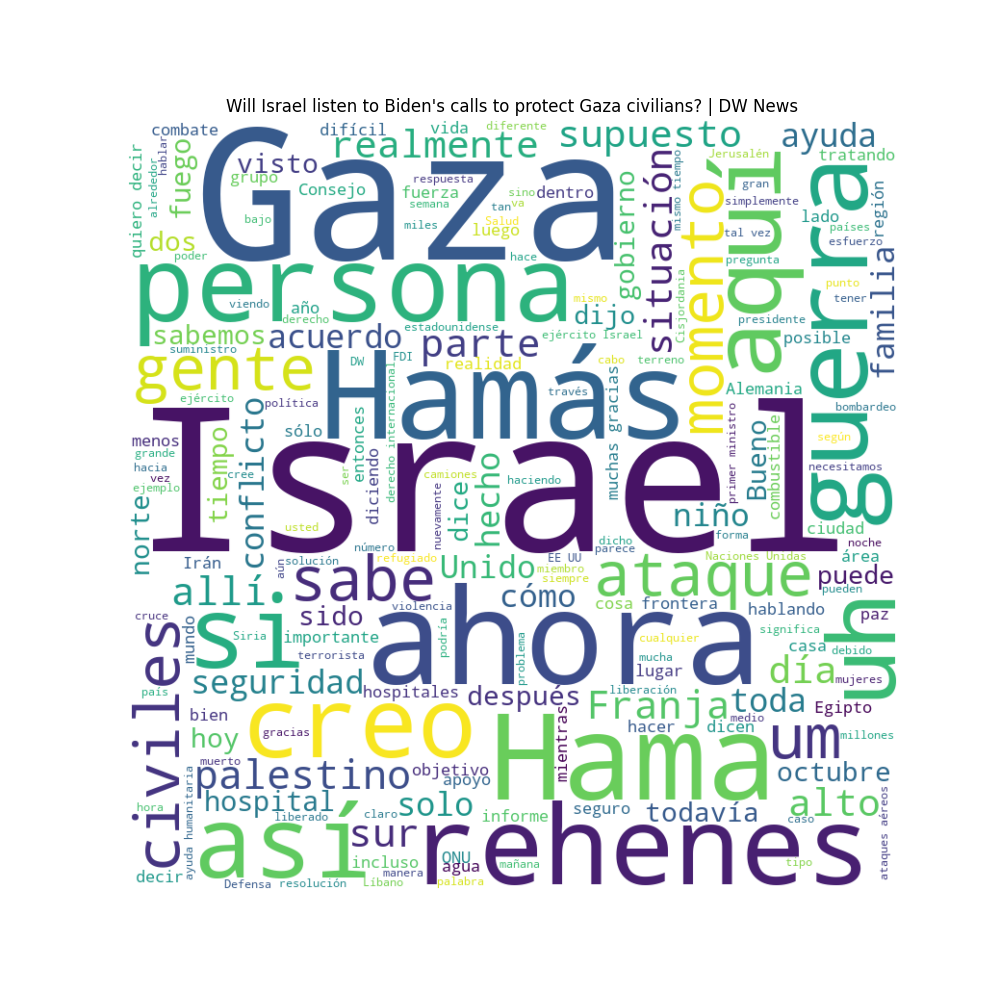 Will Israel listen to Biden's calls to protect Gaza civilians? | DW News
combate
difícil
vida
diferente
supuesto
ayuda
hablar
fuego
visto
Gaza
realmente
grupo
Consejo
respuesta
fuerza
semana
tan
sino
va
dentro
situación
mismo tiempo
Jerusalén
gran
tratando
quiero decir
alrededor
simplemente
lado
región
países
esfuerzo
bajo
miles
Salud
luego
gobierno
momento
tal vez
aquí
guerra
dos
poder
hace
pregunta
persona
viendo
año
derecho
mismo
dijo
Cisjordania
punto
tener
familia
presidente
posible
sabemos
acuerdo
estadounidense
ejército Israel
parte
suministro
DW
FDI
realidad
cabo
terreno
gente
Hamás
través
muchas gracias
Alemania
ejército
política
derecho internacional
primer ministro
bombardeo
menos
grande
sólo
entonces
Bueno
combustible
según
hacia
vez
ejemplo
tiempo
cree
conflicto
diciendo
ser
Israel
camiones
haciendo
necesitamos
norte
usted
nuevamente
dice
hecho
niño
dicho
forma
ciudad
noche
Irán
aún
solución
número
refugiado
parece
EE UU
Naciones Unidas
área
allí
sabe
Unido
miembro
siempre
ataque
puede
pueden
cruce
si
sido
violencia
cómo
cosa
frontera
hablando
paz
mundo
Siria
importante
ahora
podría
problema
cualquier
significa
uh
civiles
terrorista
mucha
lugar
casa
debido
país
seguridad
hospitales
después
liberación
día
mujeres
bien
creo
Franja
toda
Egipto
hoy
gracias
mientras
hacer
dicen
medio
millones
muerto
palestino
objetivo
apoyo
Hama
um
octubre
hora
ayuda humanitaria
hospital
liberado
claro
solo
informe
seguro
todavía
alto
caso
así
sur
rehenes
incluso
ONU
agua
mañana
tipo
ataques aéreos
decir
manera
Defensa
resolución
Líbano
palabra